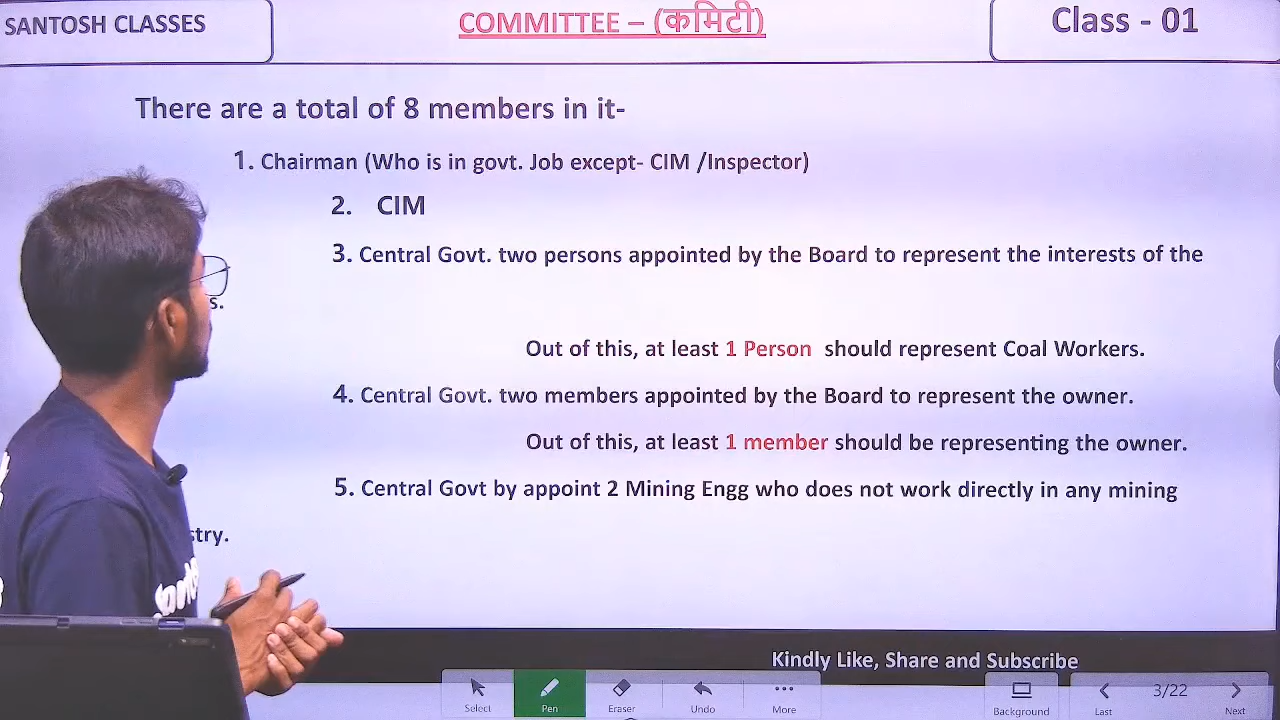 SANTOSH CLASSES
COMMITTEE – (कमिटी)
Class - 01
There are a total of 8 members in it-
1. Chairman (Who is in govt. Job except- CIM /Inspector)
2. CIM
3. Central Govt. two persons appointed by the Board to represent the interests of the
s.
Out of this, at least 1 Person should represent Coal Workers.
4. Central Govt. two members appointed by the Board to represent the owner.
Out of this, at least 1 member should be representing the owner.
5. Central Govt by appoint 2 Mining Engg who does not work directly in any mining
stry.
Kindly Like, Share and Subscribe
Select
Pen
Eraser
Undo
More
Background
Last
3/22
Next